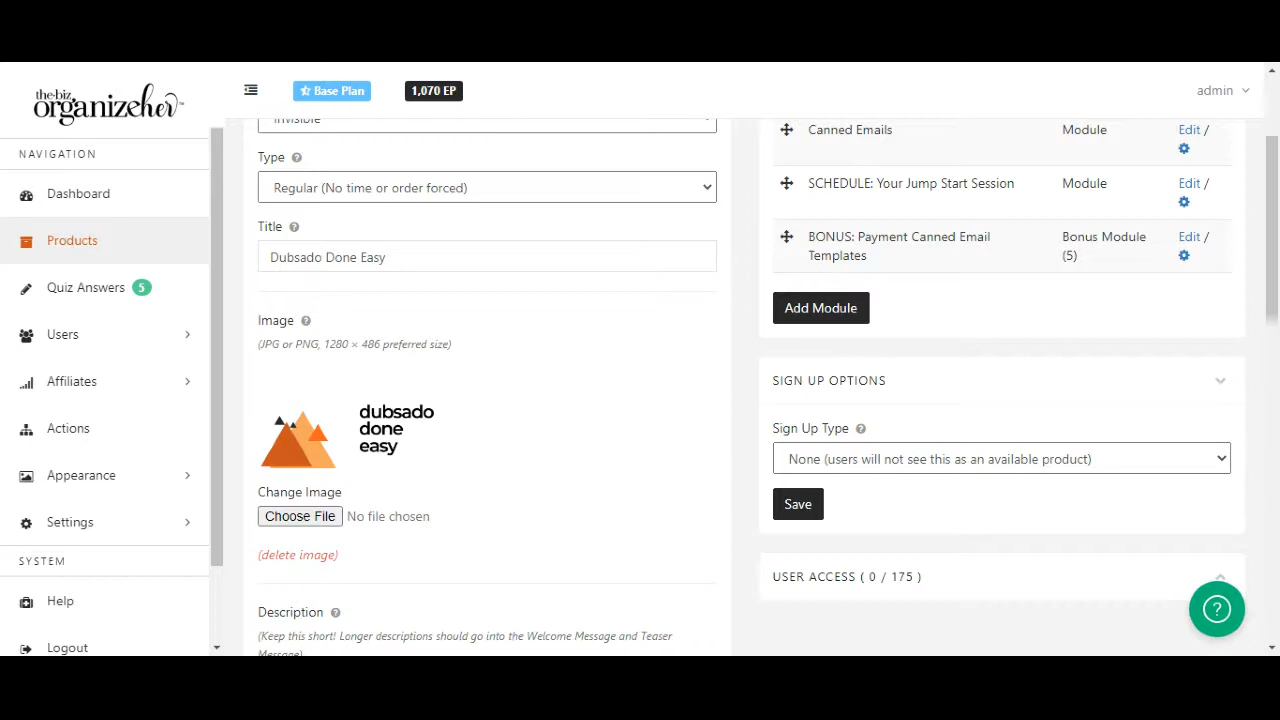 the·biz
organizeher™
Base Plan
1,070 EP
admin
NAVIGATION
Dashboard
Products
Quiz Answers 5
Users
Affiliates
Actions
Appearance
Settings
SYSTEM
Help
Logout
Invisible
Type
Regular (No time or order forced)
Title
Dubsado Done Easy
Image
(JPG or PNG, 1280 × 486 preferred size)
dubsado
done
easy
Change Image
Choose File No file chosen
(delete image)
Description
(Keep this short! Longer descriptions should go into the Welcome Message and Teaser
Message)
Canned Emails Module Edit /
SCHEDULE: Your Jump Start Session Module Edit /
BONUS: Payment Canned Email Bonus Module Edit /
Templates (5)
Add Module
SIGN UP OPTIONS
Sign Up Type
None (users will not see this as an available product)
Save
USER ACCESS ( 0 / 175 )